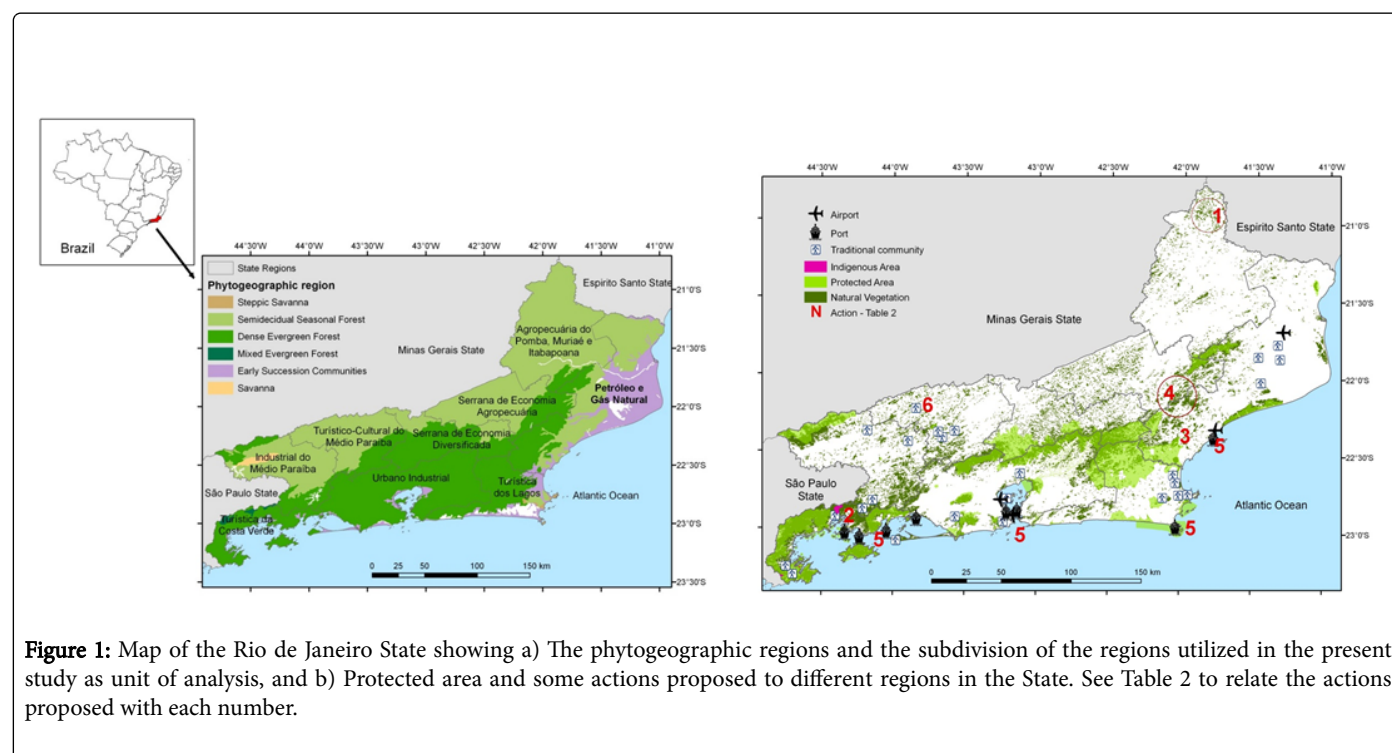 Brazil
44°30'W 44°00'W 43°30'W 43°00'W 42°30'W 42°00'W 41°30'W 41°00'W
State Regions
Phytogeographic region
Steppic Savanna
Semidecidual Seasonal Forest
Dense Evergreen Forest
Mixed Evergreen Forest
Early Succession Communities
Savanna
Espirito Santo State
Minas Gerais State
Agropecuária do
Pomba, Muriaé e
Itabapoana
Petróleo e
Gás Natural
Serrana de Economia
Agropecuária
Turístico-Cultural do
Médio Paraíba
Serrana de Economia
Diversificada
Industrial do
Médio Paraíba
Urbano Industrial
Turística
dos Lagos
São Paulo State
Atlantic Ocean
Turística da
Costa Verde
21°0'S
21°30'S
22°0'S
22°30'S
23°0'S
23°30'S
0 25 50 100 150 km
44°30'W 44°0'W 43°30'W 43°0'W 42°30'W 42°0'W 41°30'W 41°0'W
Airport
Port
Traditional community
Indigenous Area
Protected Area
Natural Vegetation
N Action - Table 2
1
Espirito Santo State
Minas Gerais State
4
6
3
5
São Paulo
State
Atlantic Ocean
2
5
5
5
21°0'S
21°30'S
22°0'S
22°30'S
23°0'S
0 25 50 100 150 km
Figure 1: Map of the Rio de Janeiro State showing a) The phytogeographic regions and the subdivision of the regions utilized in the present
study as unit of analysis, and b) Protected area and some actions proposed to different regions in the State. See Table 2 to relate the actions
proposed with each number.